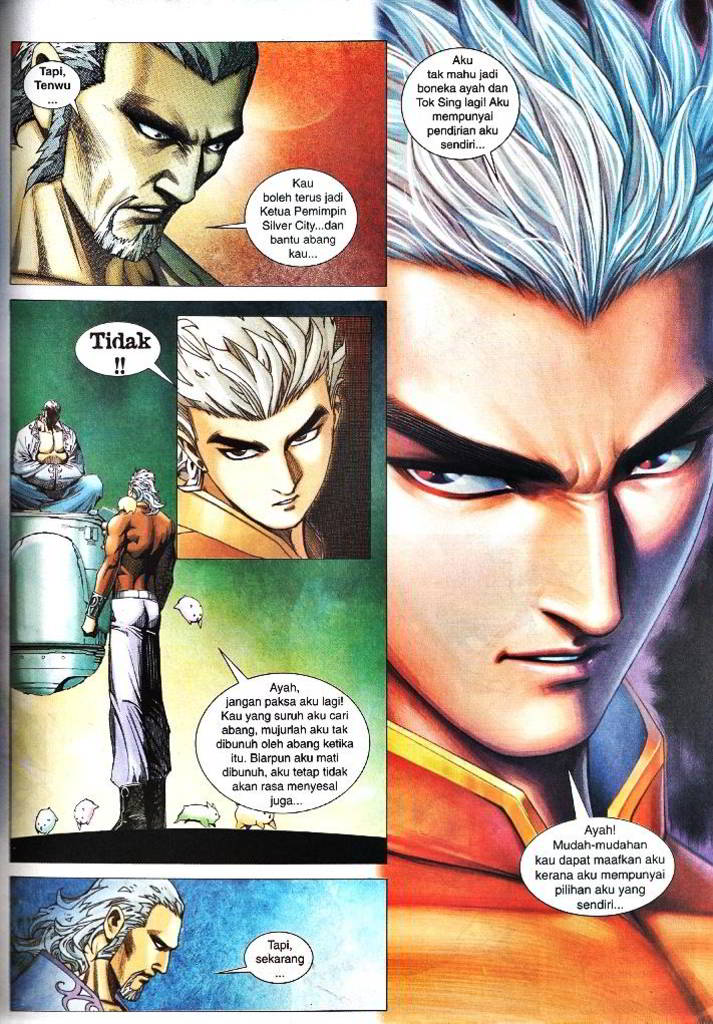 Tapi,
Tenwu
...
Kau
boleh terus jadi
Ketua Pemimpin
Silver City...dan
bantu abang
kau...
Tidak
!!
Ayah,
jangan paksa aku lagi!
Kau yang suruh aku cari
abang, mujurlah aku tak
dibunuh oleh abang ketika
itu. Biarpun aku mati
dibunuh, aku tetap tidak
akan rasa menyesal
juga...
Tapi,
sekarang
...
Aku
tak mahu jadi
boneka ayah dan
Tok Sing lagi! Aku
mempunyai
pendirian aku
sendiri...
Ayah!
Mudah-mudahan
kau dapat maafkan aku
kerana aku mempunyai
pilihan aku yang
sendiri...